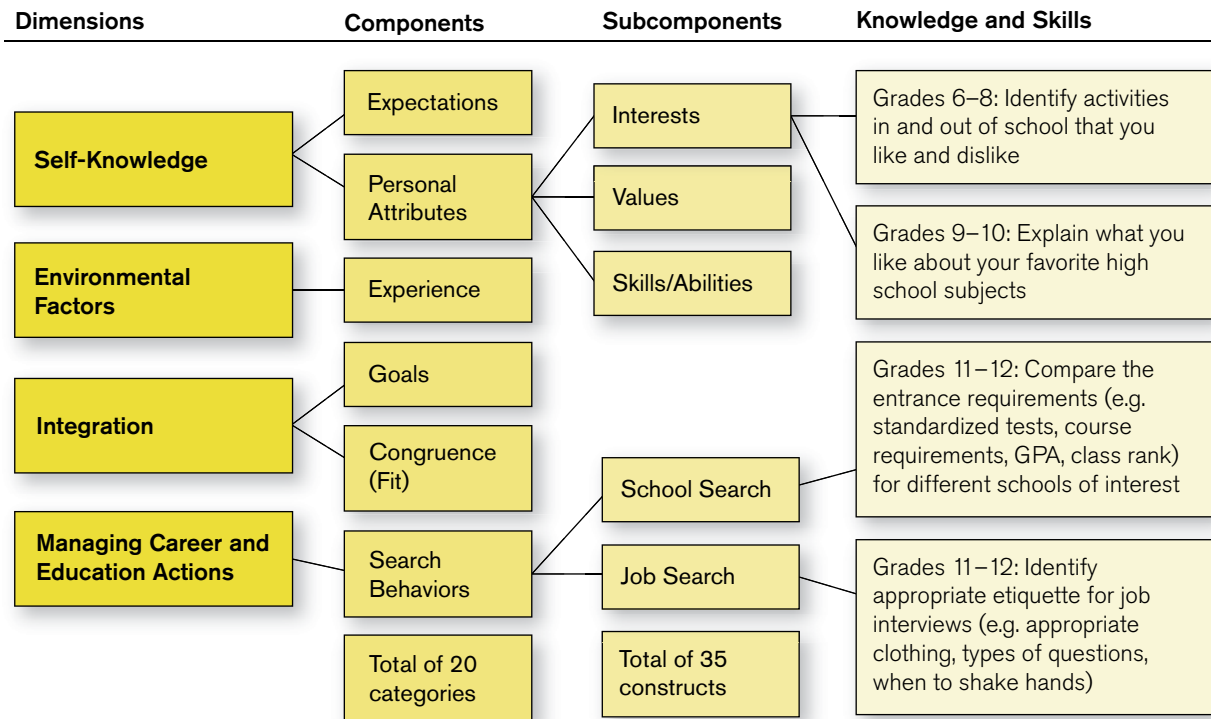 Dimensions
Components
Subcomponents
Knowledge and Skills
Self-Knowledge
Environmental
Factors
Integration
Managing Career and
Education Actions
Expectations
Personal
Attributes
Experience
Goals
Congruence
(Fit)
Search
Behaviors
Total of 20
categories
Interests
Values
Skills/Abilities
School Search
Job Search
Total of 35
constructs
Grades 6–8: Identify activities
in and out of school that you
like and dislike
Grades 9–10: Explain what you
like about your favorite high
school subjects
Grades 11–12: Compare the
entrance requirements (e.g.
standardized tests, course
requirements, GPA, class rank)
for different schools of interest
Grades 11–12: Identify
appropriate etiquette for job
interviews (e.g. appropriate
clothing, types of questions,
when to shake hands)